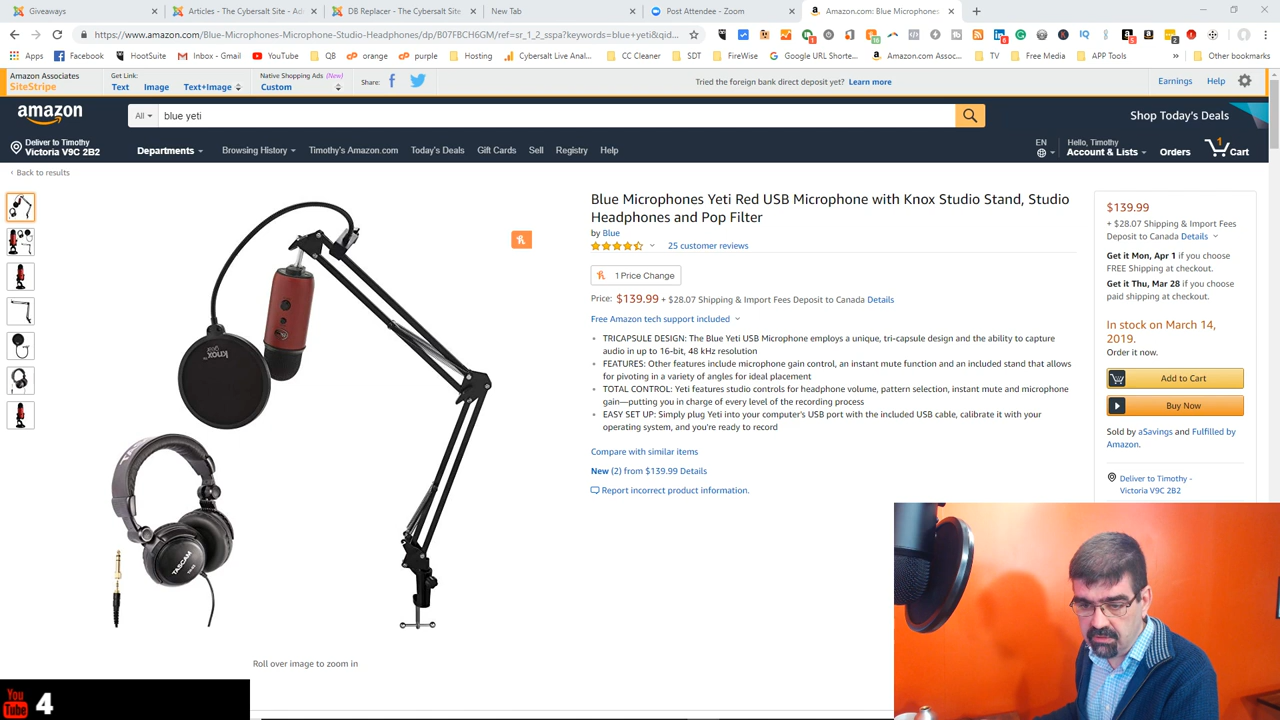 Giveaways
Articles - The Cybersalt Site - Ad
DB Replacer - The Cybersalt Site
New Tab
Post Attendee - Zoom
Amazon.com: Blue Microphones
https://www.amazon.com/Blue-Microphones-Microphone-Studio-Headphones/dp/B07FBCH6GM/ref=sr_1_2_sspa?keywords=blue+yeti&qid...
Apps
Facebook
HootSuite
Inbox - Gmail
YouTube
QB
orange
purple
Hosting
Cybersalt Live Anal...
CC Cleaner
SDT
FireWise
Google URL Shorte...
Amazon.com Assoc...
TV
Free Media
APP Tools
Other bookmarks
Amazon Associates
SiteStripe
Get Link:
Text
Image
Text+Image
Native Shopping Ads (New)
Custom
Share:
Tried the foreign bank direct deposit yet? Learn more
Earnings
Help
amazon
All
blue yeti
Shop Today's Deals
Deliver to Timothy
Victoria V9C 2B2
Departments
Browsing History
Timothy's Amazon.com
Today's Deals
Gift Cards
Sell
Registry
Help
EN
Hello, Timothy
Account & Lists
Orders
1
Cart
‹ Back to results
Blue Microphones Yeti Red USB Microphone with Knox Studio Stand, Studio
Headphones and Pop Filter
by Blue
25 customer reviews
1 Price Change
Price: $139.99 + $28.07 Shipping & Import Fees Deposit to Canada Details
Free Amazon tech support included
• TRICAPSULE DESIGN: The Blue Yeti USB Microphone employs a unique, tri-capsule design and the ability to capture
audio in up to 16-bit, 48 kHz resolution
• FEATURES: Other features include microphone gain control, an instant mute function and an included stand that allows
for pivoting in a variety of angles for ideal placement
• TOTAL CONTROL: Yeti features studio controls for headphone volume, pattern selection, instant mute and microphone
gain—putting you in charge of every level of the recording process
• EASY SET UP: Simply plug Yeti into your computer's USB port with the included USB cable, calibrate it with your
operating system, and you're ready to record
Compare with similar items
New (2) from $139.99 Details
Report incorrect product information.
$139.99
+ $28.07 Shipping & Import Fees
Deposit to Canada Details
Get it Mon, Apr 1 if you choose
FREE Shipping at checkout.
Get it Thu, Mar 28 if you choose
paid shipping at checkout.
In stock on March 14,
2019.
Order it now.
Add to Cart
Buy Now
Sold by aSavings and Fulfilled by
Amazon.
Deliver to Timothy -
Victoria V9C 2B2
knox
gear
TASCAM
Roll over image to zoom in
You
Tube
4